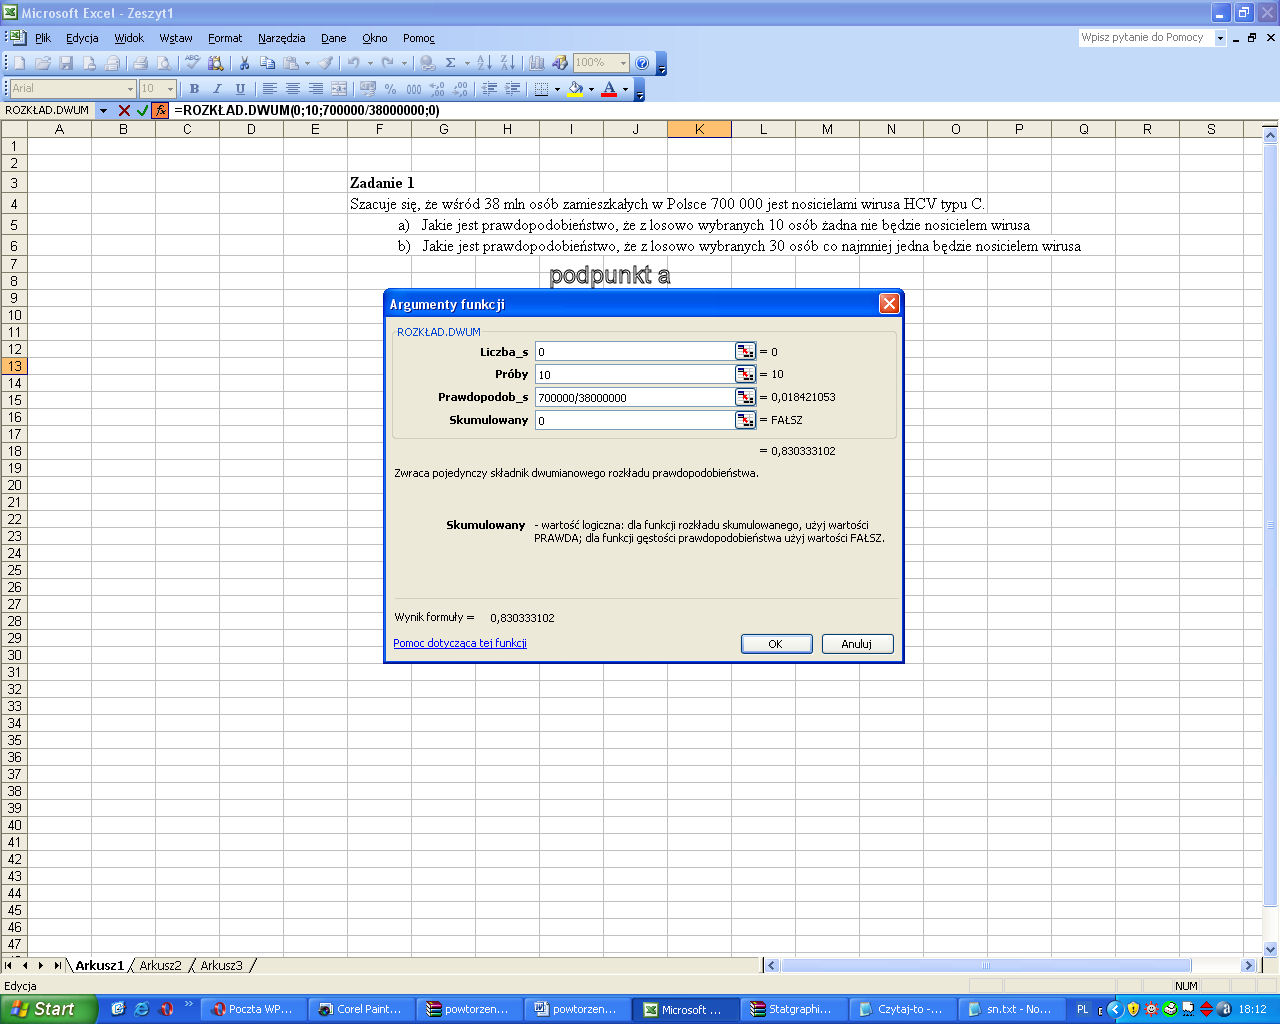 Microsoft Excel - Zeszyt1
Plik Edycja Widok Wstaw Format Narzędzia Dane Okno Pomoc
Wpisz pytanie do Pomocy
100%
Arial 10 B I U
ROZKŁAD.DWUM =ROZKŁAD.DWUM(0;10;700000/38000000;0)
A B C D E F G H I J K L M N O P Q R S
1
2
3 Zadanie 1
4 Szacuje się, że wśród 38 mln osób zamieszkałych w Polsce 700 000 jest nosicielami wirusa HCV typu C.
5 a) Jakie jest prawdopodobieństwo, że z losowo wybranych 10 osób żadna nie będzie nosicielem wirusa
6 b) Jakie jest prawdopodobieństwo, że z losowo wybranych 30 osób co najmniej jedna będzie nosicielem wirusa
7
8 podpunkt a
9
10
11
12
13
14
15
16
17
18
19
20
21
22
23
24
25
26
27
28
29
30
31
32
33
34
35
36
37
38
39
40
41
42
43
44
45
46
47
Argumenty funkcji
ROZKŁAD.DWUM
Liczba_s 0 = 0
Próby 10 = 10
Prawdopodob_s 700000/38000000 = 0,018421053
Skumulowany 0 = FAŁSZ
= 0,830333102
Zwraca pojedynczy składnik dwumianowego rozkładu prawdopodobieństwa.
Skumulowany - wartość logiczna: dla funkcji rozkładu skumulowanego, użyj wartości
PRAWDA; dla funkcji gęstości prawdopodobieństwa użyj wartości FAŁSZ.
Wynik formuły = 0,830333102
Pomoc dotycząca tej funkcji OK Anuluj
Arkusz1 Arkusz2 Arkusz3
Edycja NUM
Start Poczta WP... Corel Paint... powtorzen... powtorzen... Microsoft ... Statgraphi... Czytaj-to -... sn.txt - No... PL 18:12